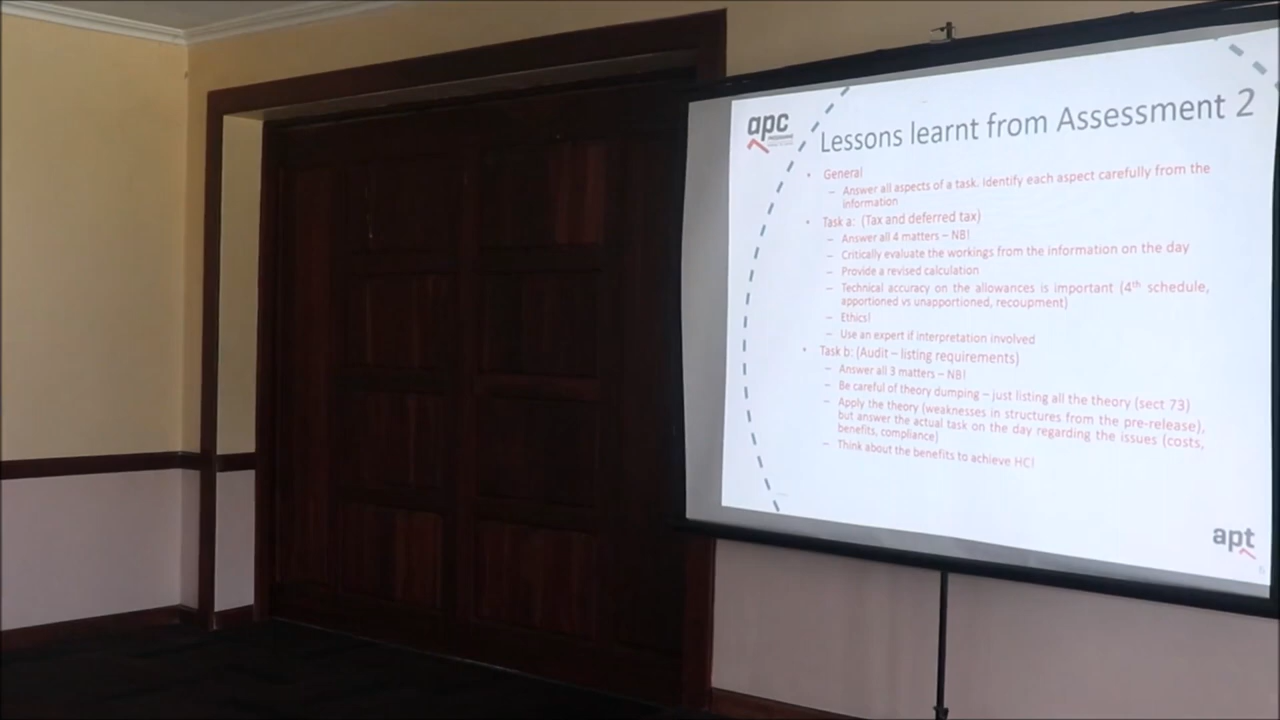 apc
Lessons learnt from Assessment 2
• General
– Answer all aspects of a task. Identify each aspect carefully from the
information
• Task a: (Tax and deferred tax)
– Answer all 4 matters – NB!
– Critically evaluate the workings from the information on the day
– Provide a revised calculation
– Technical accuracy on the allowances is important (4th schedule,
apportioned vs unapportioned, recoupment)
– Ethics!
– Use an expert if interpretation involved
• Task b: (Audit – listing requirements)
– Answer all 3 matters – NB!
– Be careful of theory dumping – just listing all the theory (sect 73)
– Apply the theory (weaknesses in structures from the pre-release),
but answer the actual task on the day regarding the issues (costs,
benefits, compliance)
– Think about the benefits to achieve HC!
apt